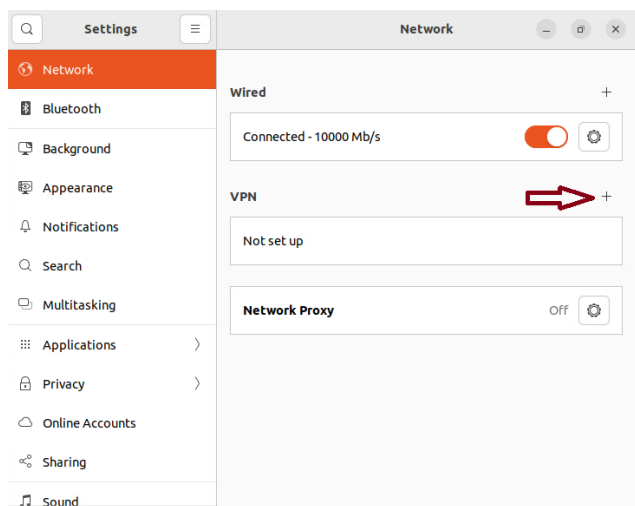 Settings
Network
Network
Bluetooth
Background
Appearance
Notifications
Search
Multitasking
Applications
Privacy
Online Accounts
Sharing
Sound
Wired
Connected - 10000 Mb/s
VPN
Not set up
Network Proxy
Off